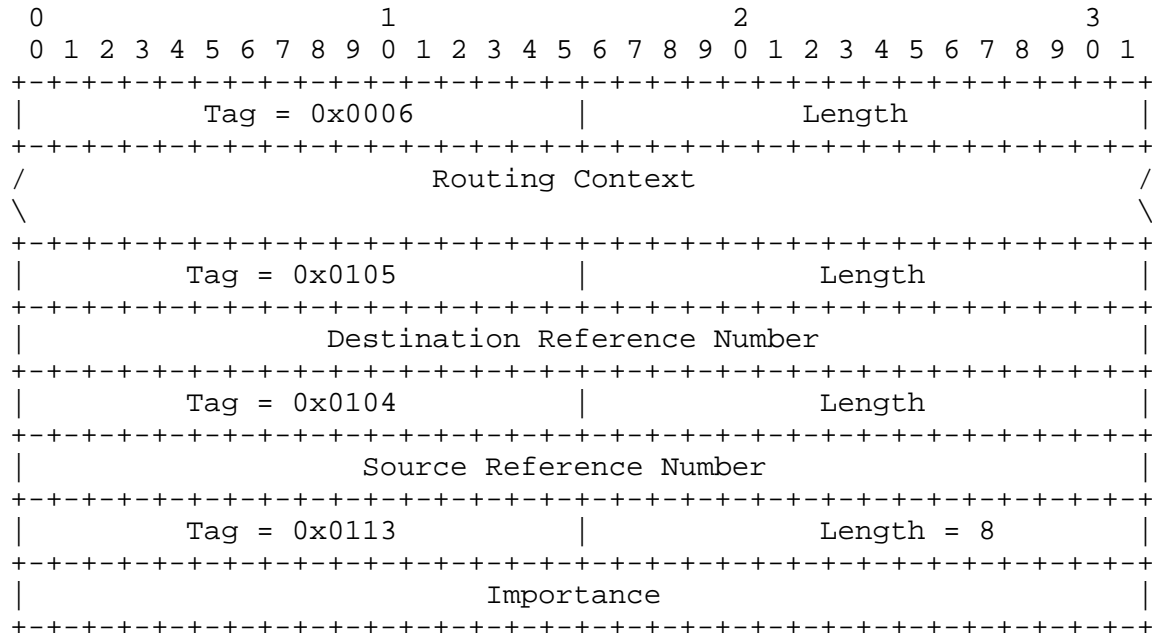 0                   1                   2                   3
 0 1 2 3 4 5 6 7 8 9 0 1 2 3 4 5 6 7 8 9 0 1 2 3 4 5 6 7 8 9 0 1
+-+-+-+-+-+-+-+-+-+-+-+-+-+-+-+-+-+-+-+-+-+-+-+-+-+-+-+-+-+-+-+-+
|          Tag = 0x0006         |            Length             |
+-+-+-+-+-+-+-+-+-+-+-+-+-+-+-+-+-+-+-+-+-+-+-+-+-+-+-+-+-+-+-+-+
/                       Routing Context                         /
\                                                               \
+-+-+-+-+-+-+-+-+-+-+-+-+-+-+-+-+-+-+-+-+-+-+-+-+-+-+-+-+-+-+-+-+
|         Tag = 0x0105          |             Length            |
+-+-+-+-+-+-+-+-+-+-+-+-+-+-+-+-+-+-+-+-+-+-+-+-+-+-+-+-+-+-+-+-+
|                 Destination Reference Number                  |
+-+-+-+-+-+-+-+-+-+-+-+-+-+-+-+-+-+-+-+-+-+-+-+-+-+-+-+-+-+-+-+-+
|         Tag = 0x0104          |             Length            |
+-+-+-+-+-+-+-+-+-+-+-+-+-+-+-+-+-+-+-+-+-+-+-+-+-+-+-+-+-+-+-+-+
|                   Source Reference Number                     |
+-+-+-+-+-+-+-+-+-+-+-+-+-+-+-+-+-+-+-+-+-+-+-+-+-+-+-+-+-+-+-+-+
|         Tag = 0x0113          |             Length = 8        |
+-+-+-+-+-+-+-+-+-+-+-+-+-+-+-+-+-+-+-+-+-+-+-+-+-+-+-+-+-+-+-+-+
|                          Importance                           |
+-+-+-+-+-+-+-+-+-+-+-+-+-+-+-+-+-+-+-+-+-+-+-+-+-+-+-+-+-+-+-+-+